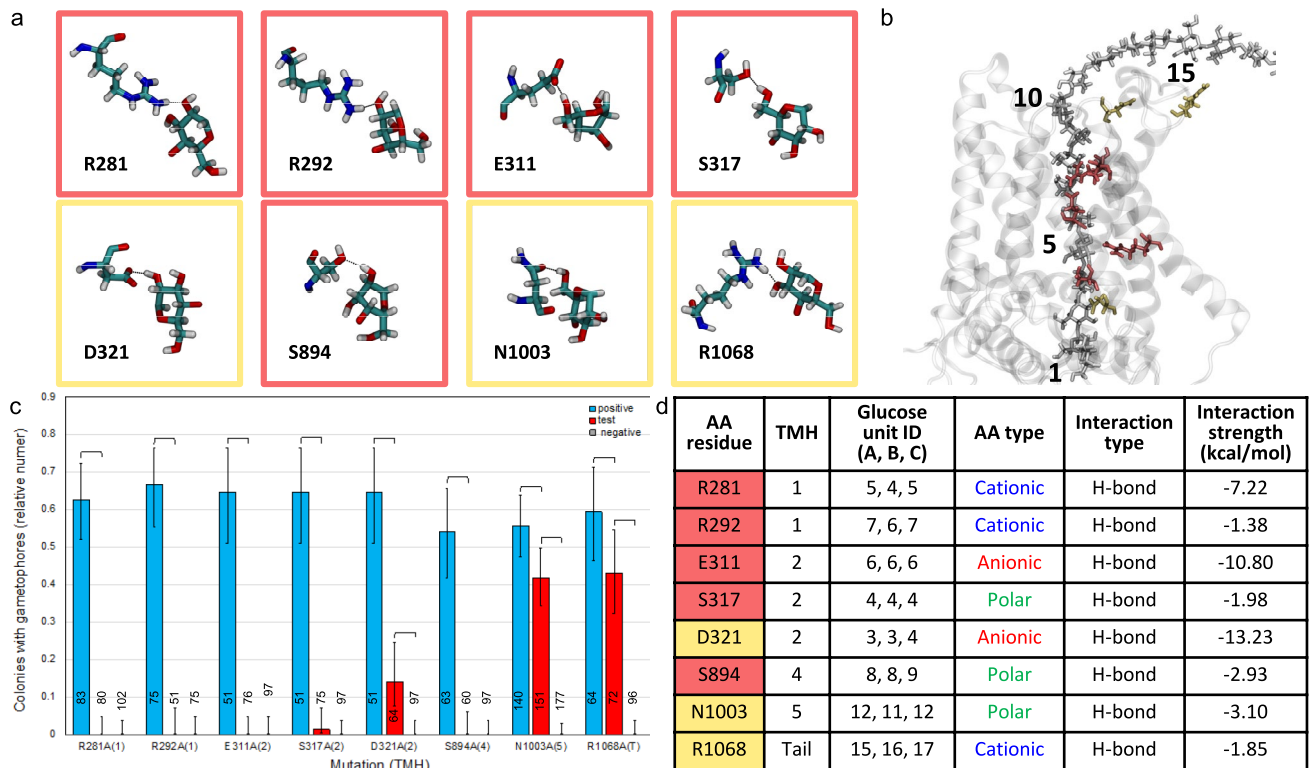 a
R281
R292
E311
S317
D321
S894
N1003
R1068
b
15
10
5
1
c
Colonies with gametophores (relative numer)
0.9
0.8
0.7
0.6
0.5
0.4
0.3
0.2
0.1
0
positive
test
negative
83 80 102
75 51 75
51 76 97
51 75 97
51 64 97
63 60 97
140 151 177
64 72 96
R281A(1) R292A(1) E311A(2) S317A(2) D321A(2) S894A(4) N1003A(5) R1068A(T)
Mutation (TMH)
d
AA residue TMH Glucose unit ID (A, B, C) AA type Interaction type Interaction strength (kcal/mol)
R281 1 5, 4, 5 Cationic H-bond -7.22
R292 1 7, 6, 7 Cationic H-bond -1.38
E311 2 6, 6, 6 Anionic H-bond -10.80
S317 2 4, 4, 4 Polar H-bond -1.98
D321 2 3, 3, 4 Anionic H-bond -13.23
S894 4 8, 8, 9 Polar H-bond -2.93
N1003 5 12, 11, 12 Polar H-bond -3.10
R1068 Tail 15, 16, 17 Cationic H-bond -1.85